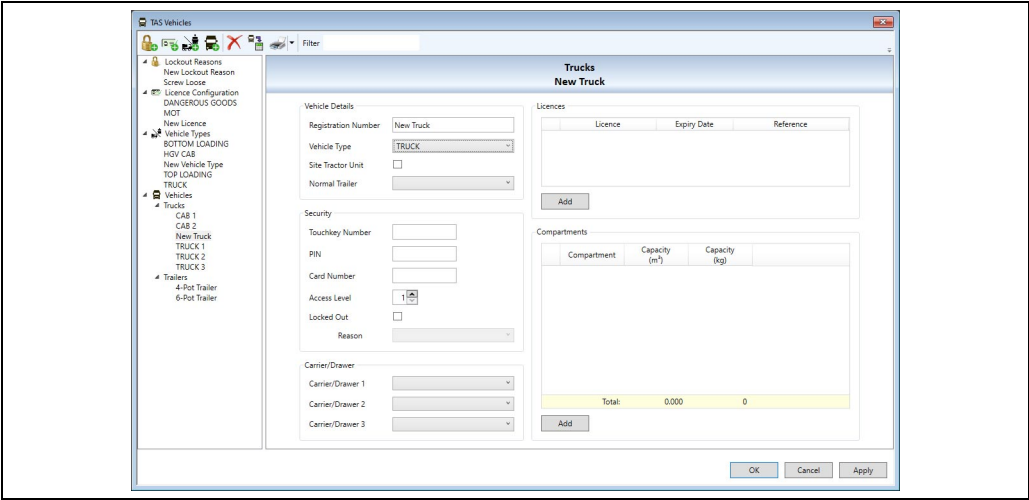 TAS Vehicles
Filter
Lockout Reasons
New Lockout Reason
Screw Loose
Licence Configuration
DANGEROUS GOODS
MOT
New Licence
Vehicle Types
BOTTOM LOADING
HGV CAB
New Vehicle Type
TOP LOADING
TRUCK
Vehicles
Trucks
CAB 1
CAB 2
New Truck
TRUCK 1
TRUCK 2
TRUCK 3
Trailers
4-Pot Trailer
6-Pot Trailer
Trucks
New Truck
Vehicle Details
Registration Number New Truck
Vehicle Type TRUCK
Site Tractor Unit
Normal Trailer
Security
Touchkey Number
PIN
Card Number
Access Level 1
Locked Out
Reason
Carrier/Drawer
Carrier/Drawer 1
Carrier/Drawer 2
Carrier/Drawer 3
Licences
Licence Expiry Date Reference
Add
Compartments
Compartment Capacity (m³) Capacity (kg)
Total: 0.000 0
Add
OK Cancel Apply